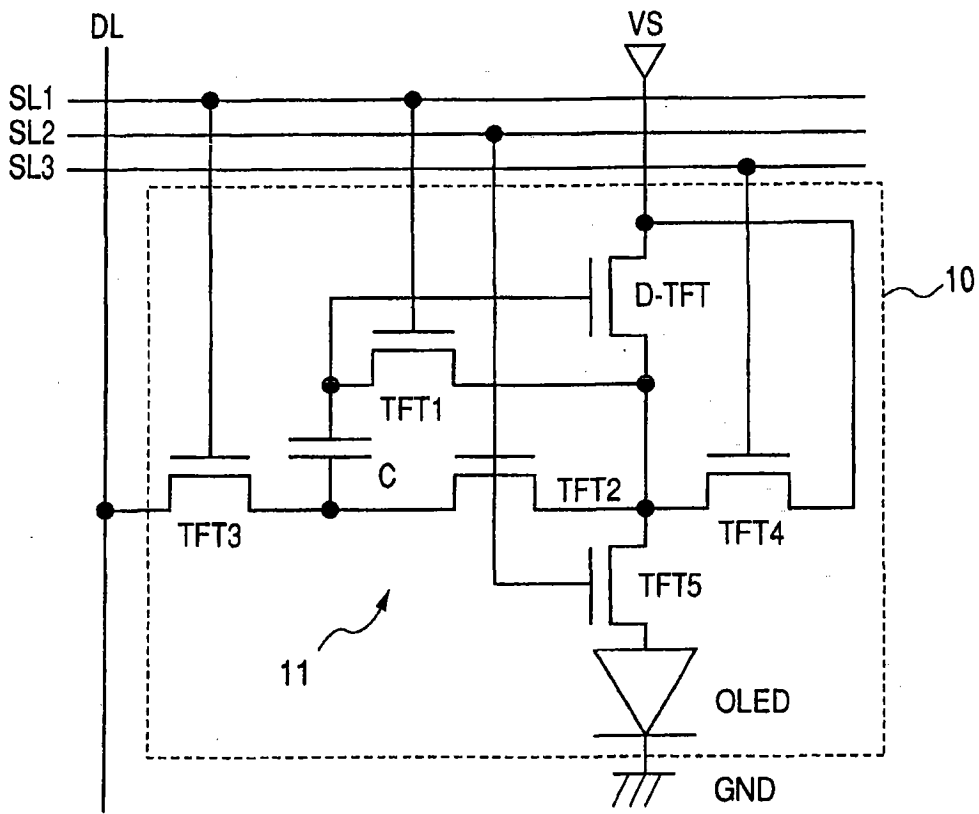 DL
VS
SL1
SL2
SL3
10
D-TFT
TFT1
C
TFT2
TFT3
TFT4
TFT5
11
OLED
GND